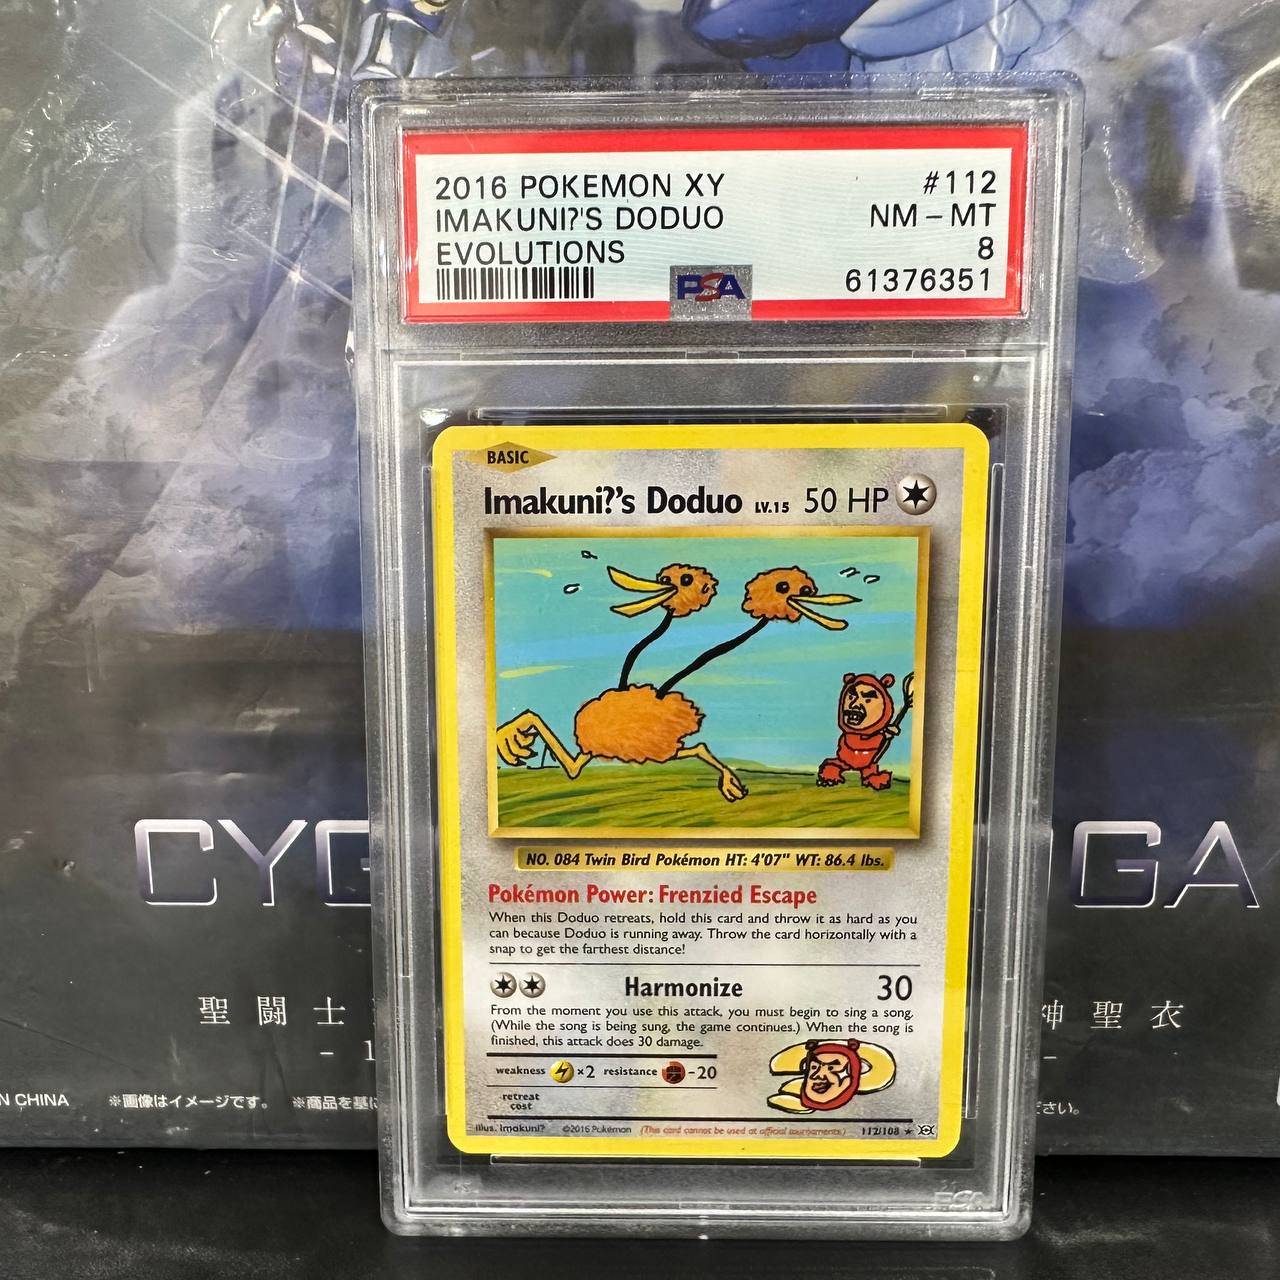 2016 POKEMON XY #112
IMAKUNI?'S DODUO NM - MT
EVOLUTIONS 8
PSA 61376351
BASIC
Imakuni?'s Doduo LV.15 50 HP
NO. 084 Twin Bird Pokémon HT: 4'07" WT: 86.4 lbs.
Pokémon Power: Frenzied Escape
When this Doduo retreats, hold this card and throw it as hard as you
can because Doduo is running away. Throw the card horizontally with a
snap to get the farthest distance!
Harmonize 30
From the moment you use this attack, you must begin to sing a song.
(While the song is being sung, the game continues.) When the song is
finished, this attack does 30 damage.
weakness ×2 resistance -20
retreat
cost
Illus. Imakuni? ©2016 Pokémon (This card cannot be used at official tournaments.) 112/108
PSA
CYG OGA
聖闘士 神聖衣
N CHINA ※画像はイメージです。 ※商品を基に ださい。